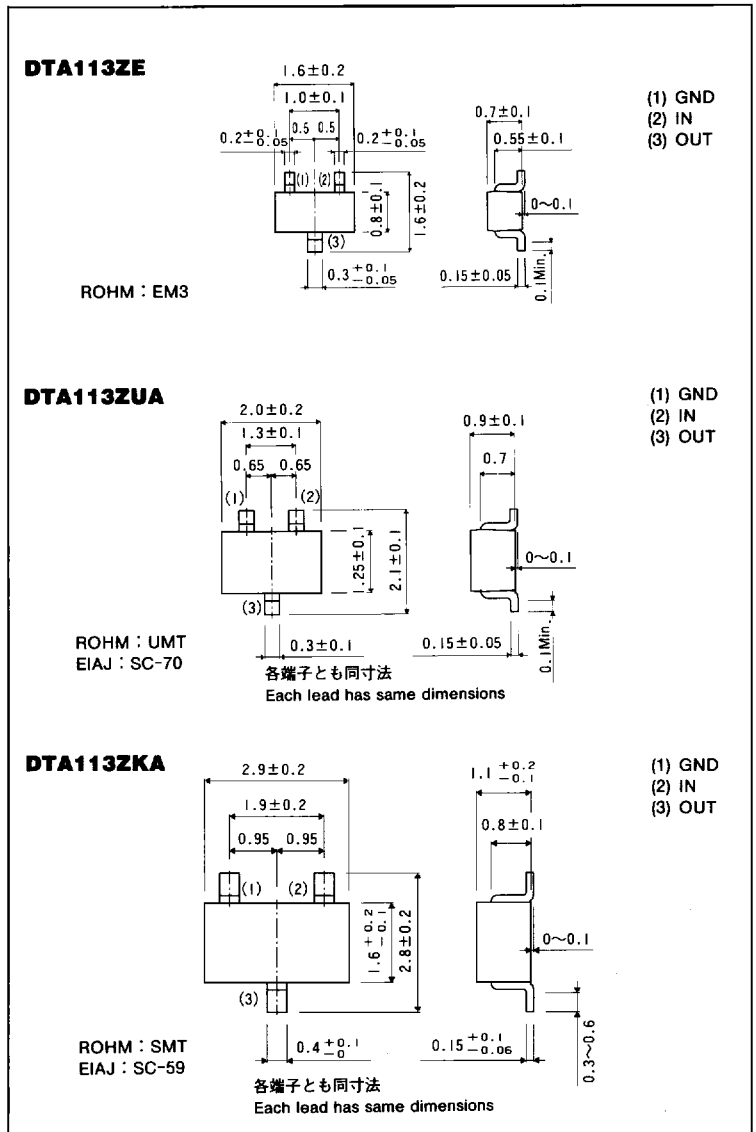 DTA113ZE
1.6±0.2
1.0±0.1
0.5 0.5
0.2+0.1−0.05
0.2+0.1−0.05
(1) (2)
(3)
0.8±0.1
1.6±0.2
0.3+0.1−0.05
0.7±0.1
0.55±0.1
0~0.1
0.15±0.05
0.1Min.
(1) GND
(2) IN
(3) OUT
ROHM : EM3
DTA113ZUA
2.0±0.2
1.3±0.1
0.65 0.65
(1) (2)
(3)
1.25±0.1
2.1±0.1
0.3±0.1
0.9±0.1
0.7
0~0.1
0.15±0.05
0.1Min.
(1) GND
(2) IN
(3) OUT
ROHM : UMT
EIAJ : SC-70
各端子とも同寸法
Each lead has same dimensions
DTA113ZKA
2.9±0.2
1.9±0.2
0.95 0.95
(1) (2)
(3)
1.6+0.2−0.1
2.8±0.2
0.4+0.1−0
1.1+0.2−0.1
0.8±0.1
0~0.1
0.15+0.1−0.06
0.3~0.6
(1) GND
(2) IN
(3) OUT
ROHM : SMT
EIAJ : SC-59
各端子とも同寸法
Each lead has same dimensions